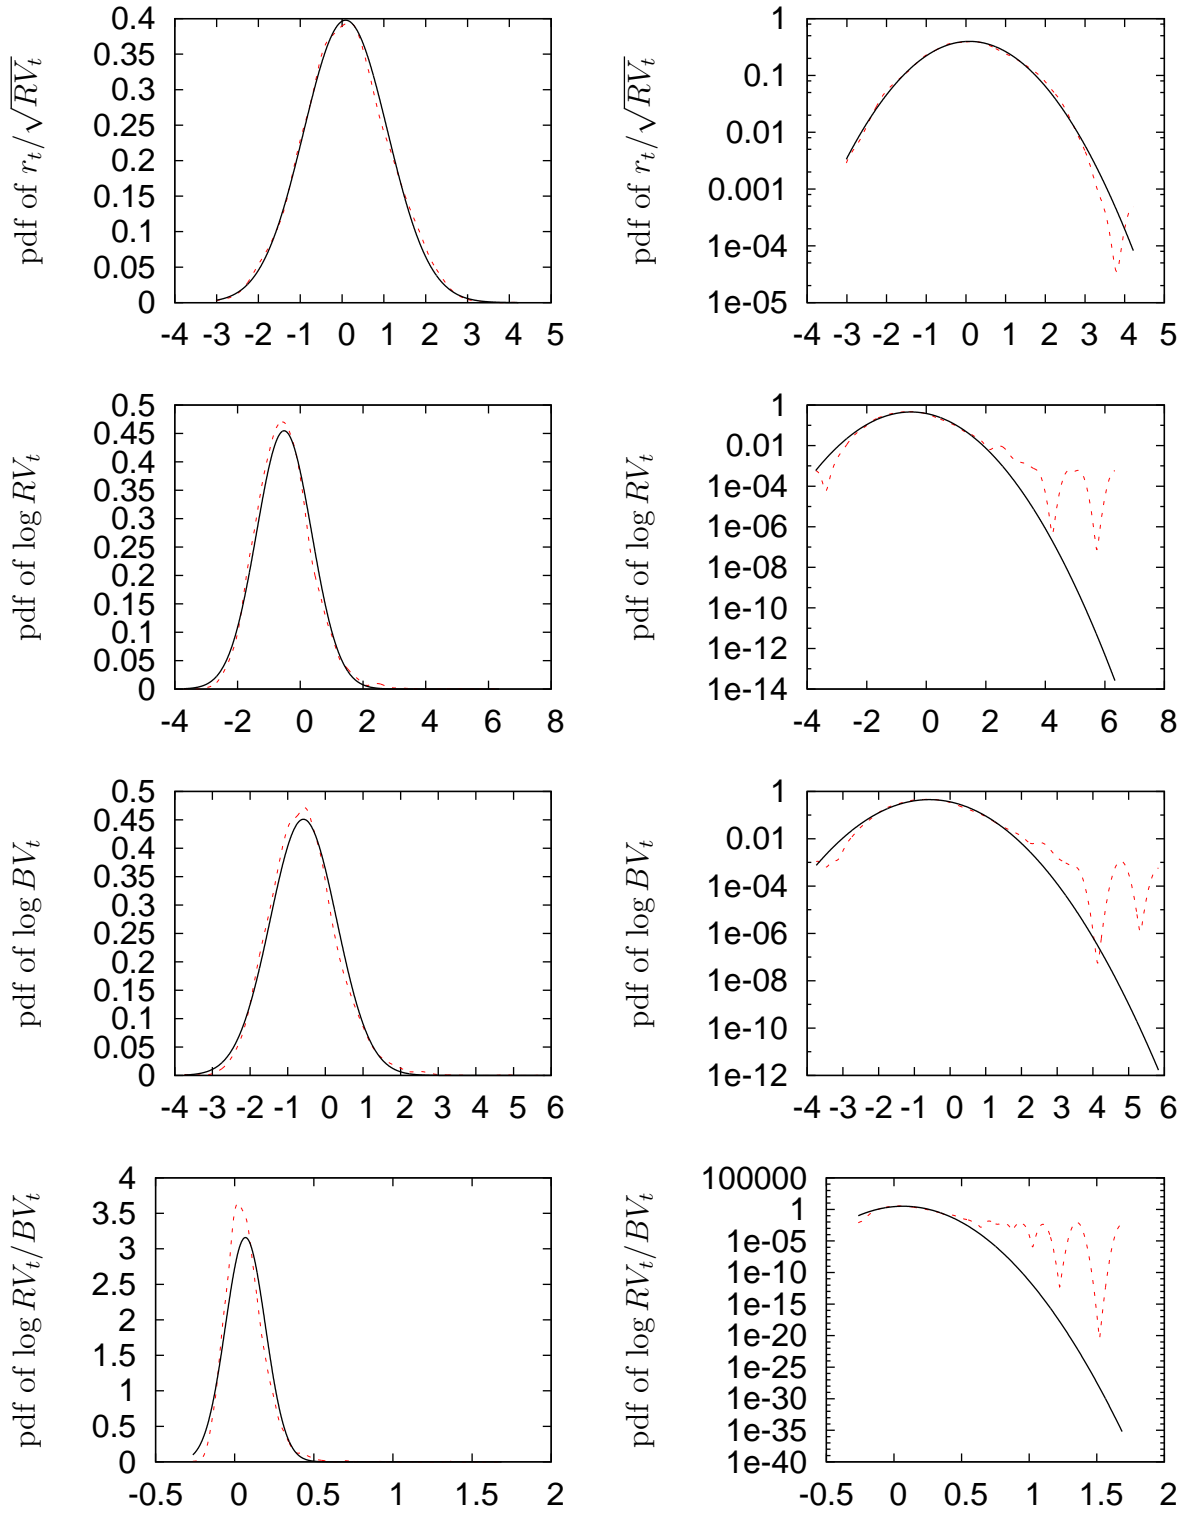 pdf of r_t/√RV_t
0.4
0.35
0.3
0.25
0.2
0.15
0.1
0.05
0
-4 -3 -2 -1 0 1 2 3 4 5
pdf of r_t/√RV_t
1
0.1
0.01
0.001
1e-04
1e-05
-4 -3 -2 -1 0 1 2 3 4 5
pdf of log RV_t
0.5
0.45
0.4
0.35
0.3
0.25
0.2
0.15
0.1
0.05
0
-4 -2 0 2 4 6 8
pdf of log RV_t
1
0.01
1e-04
1e-06
1e-08
1e-10
1e-12
1e-14
-4 -2 0 2 4 6 8
pdf of log BV_t
0.5
0.45
0.4
0.35
0.3
0.25
0.2
0.15
0.1
0.05
0
-4 -3 -2 -1 0 1 2 3 4 5 6
pdf of log BV_t
1
0.01
1e-04
1e-06
1e-08
1e-10
1e-12
-4 -3 -2 -1 0 1 2 3 4 5 6
pdf of log RV_t/BV_t
4
3.5
3
2.5
2
1.5
1
0.5
0
-0.5 0 0.5 1 1.5 2
pdf of log RV_t/BV_t
100000
1
1e-05
1e-10
1e-15
1e-20
1e-25
1e-30
1e-35
1e-40
-0.5 0 0.5 1 1.5 2